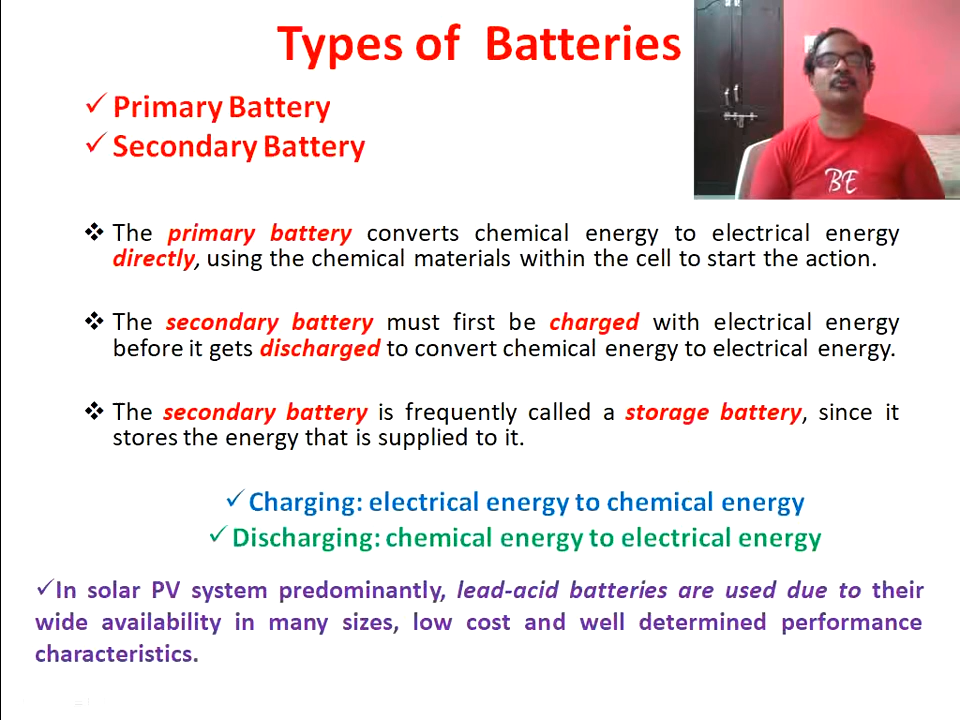 Types of Batteries
✓ Primary Battery
✓ Secondary Battery
BE
❖ The primary battery converts chemical energy to electrical energy
directly, using the chemical materials within the cell to start the action.
❖ The secondary battery must first be charged with electrical energy
before it gets discharged to convert chemical energy to electrical energy.
❖ The secondary battery is frequently called a storage battery, since it
stores the energy that is supplied to it.
✓ Charging: electrical energy to chemical energy
✓ Discharging: chemical energy to electrical energy
✓In solar PV system predominantly, lead-acid batteries are used due to their
wide availability in many sizes, low cost and well determined performance
characteristics.